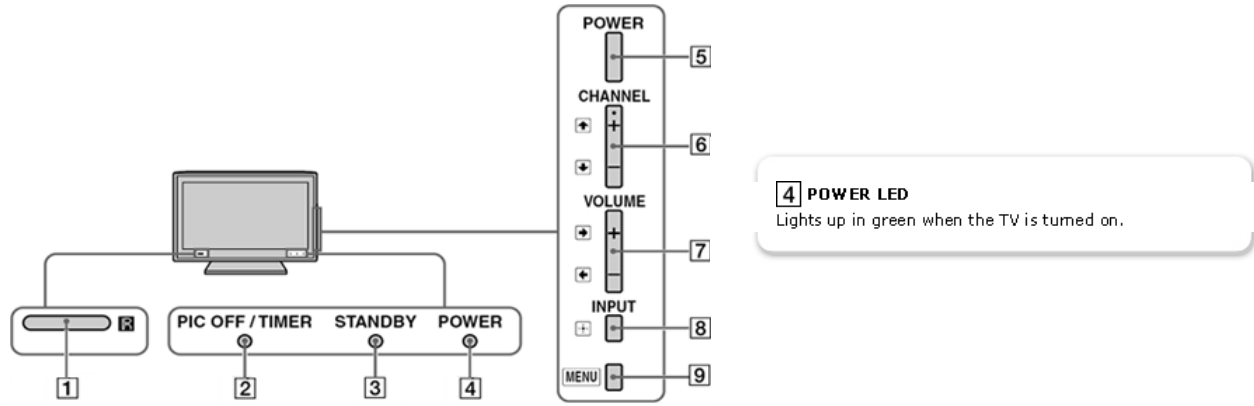 POWER
5
CHANNEL
+
6
−
VOLUME
+
7
−
INPUT
8
MENU
9
R
1
PIC OFF / TIMER STANDBY POWER
2 3 4
4 POWER LED
Lights up in green when the TV is turned on.